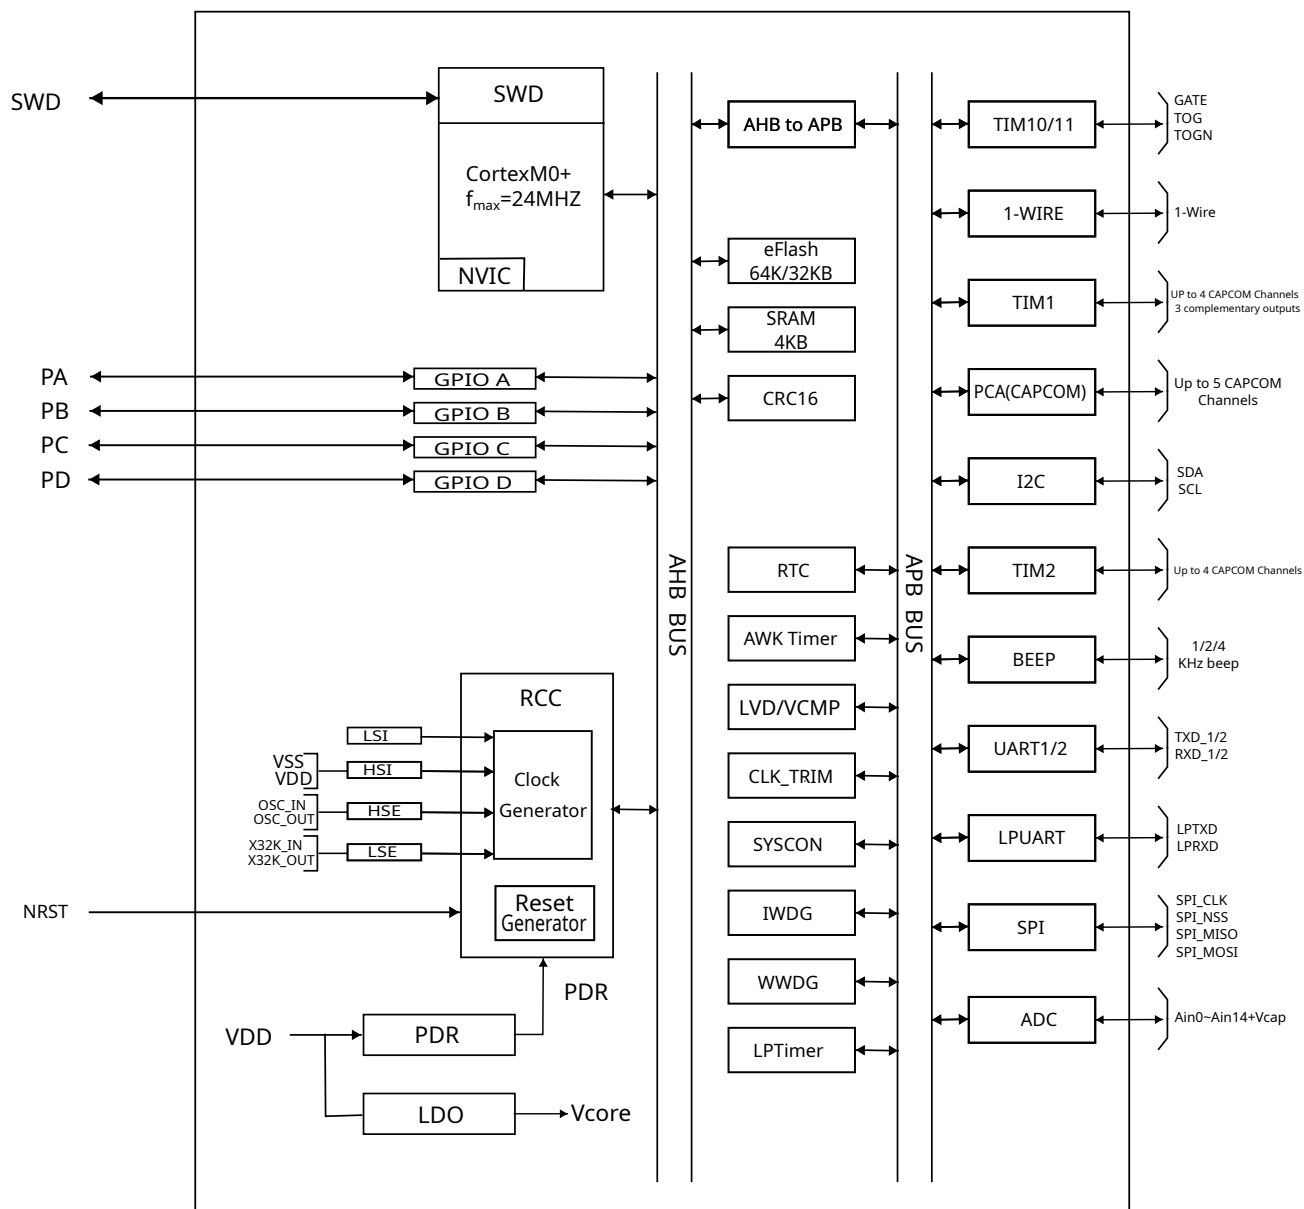 SWD
SWD
CortexM0+
fmax=24MHZ
NVIC
PA
GPIO A
PB
GPIO B
PC
GPIO C
PD
GPIO D
RCC
LSI
VSS
VDD
HSI
OSC_IN
OSC_OUT
HSE
X32K_IN
X32K_OUT
LSE
Clock
Generator
NRST
Reset
Generator
PDR
VDD
PDR
LDO
Vcore
AHB BUS
AHB to APB
eFlash
64K/32KB
SRAM
4KB
CRC16
RTC
AWK Timer
LVD/VCMP
CLK_TRIM
SYSCON
IWDG
WWDG
LPTimer
APB BUS
TIM10/11
GATE
TOG
TOGN
1-WIRE
1-Wire
TIM1
UP to 4 CAPCOM Channels
3 complementary outputs
PCA(CAPCOM)
Up to 5 CAPCOM
Channels
I2C
SDA
SCL
TIM2
Up to 4 CAPCOM Channels
BEEP
1/2/4
KHz beep
UART1/2
TXD_1/2
RXD_1/2
LPUART
LPTXD
LPRXD
SPI
SPI_CLK
SPI_NSS
SPI_MISO
SPI_MOSI
ADC
Ain0~Ain14+Vcap